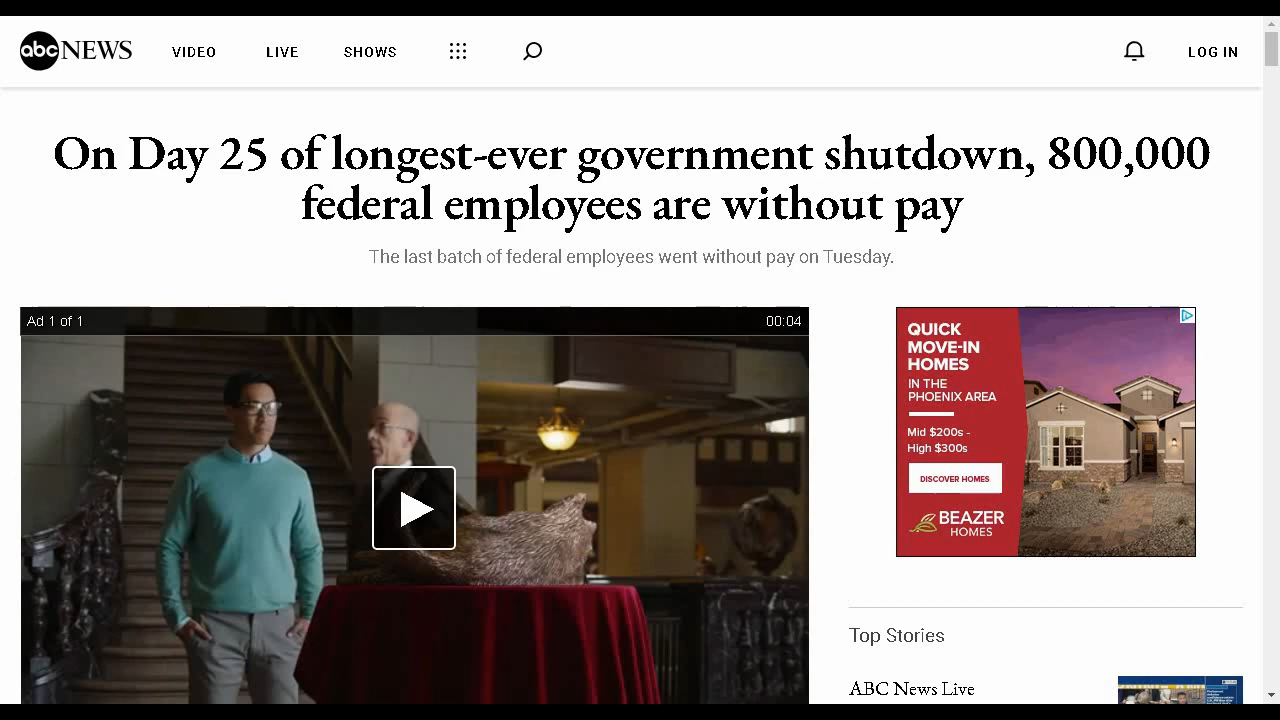 abc NEWS
VIDEO
LIVE
SHOWS
LOG IN
On Day 25 of longest-ever government shutdown, 800,000
federal employees are without pay
The last batch of federal employees went without pay on Tuesday.
Ad 1 of 1
00:04
QUICK
MOVE-IN
HOMES
IN THE
PHOENIX AREA
Mid $200s -
High $300s
DISCOVER HOMES
BEAZER
HOMES
Top Stories
ABC News Live